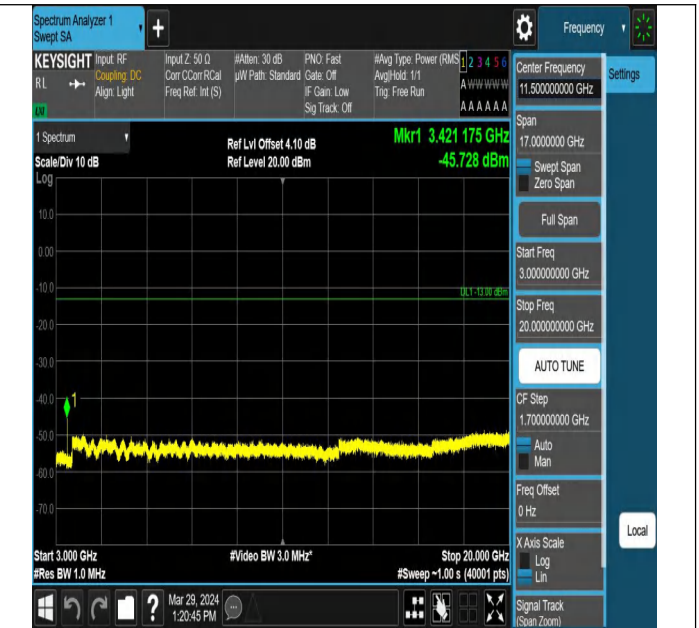 Spectrum Analyzer 1
Swept SA
+
Frequency
KEYSIGHT
RL
Input: RF
Coupling: DC
Align: Light
Input Z: 50 Ω
Corr CCorr RCal
Freq Ref: Int (S)
#Atten: 30 dB
µW Path: Standard
PNO: Fast
Gate: Off
IF Gain: Low
Sig Track: Off
#Avg Type: Power (RMS
Avg|Hold: 1/1
Trig: Free Run
1 2 3 4 5 6
A W W W W W
A A A A A A
1 Spectrum
Scale/Div 10 dB
Log
Ref Lvl Offset 4.10 dB
Ref Level 20.00 dBm
Mkr1 3.421 175 GHz
-45.728 dBm
10.0
0.00
-10.0
DL1 -13.00 dBm
-20.0
-30.0
-40.0
1
-50.0
-60.0
-70.0
Start 3.000 GHz
#Res BW 1.0 MHz
#Video BW 3.0 MHz*
Stop 20.000 GHz
#Sweep ~1.00 s (40001 pts)
?
Mar 29, 2024
1:20:45 PM
Center Frequency
11.500000000 GHz
Settings
Span
17.0000000 GHz
Swept Span
Zero Span
Full Span
Start Freq
3.000000000 GHz
Stop Freq
20.000000000 GHz
AUTO TUNE
CF Step
1.700000000 GHz
Auto
Man
Freq Offset
0 Hz
X Axis Scale
Log
Lin
Local
Signal Track
(Span Zoom)